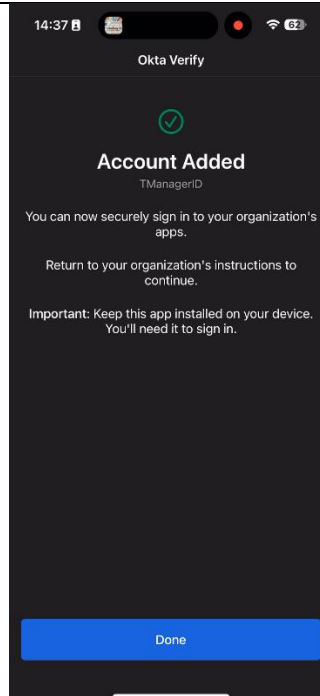 14:37
62
Okta Verify
Account Added
TManagerID
You can now securely sign in to your organization's
apps.
Return to your organization's instructions to
continue.
Important: Keep this app installed on your device.
You'll need it to sign in.
Done